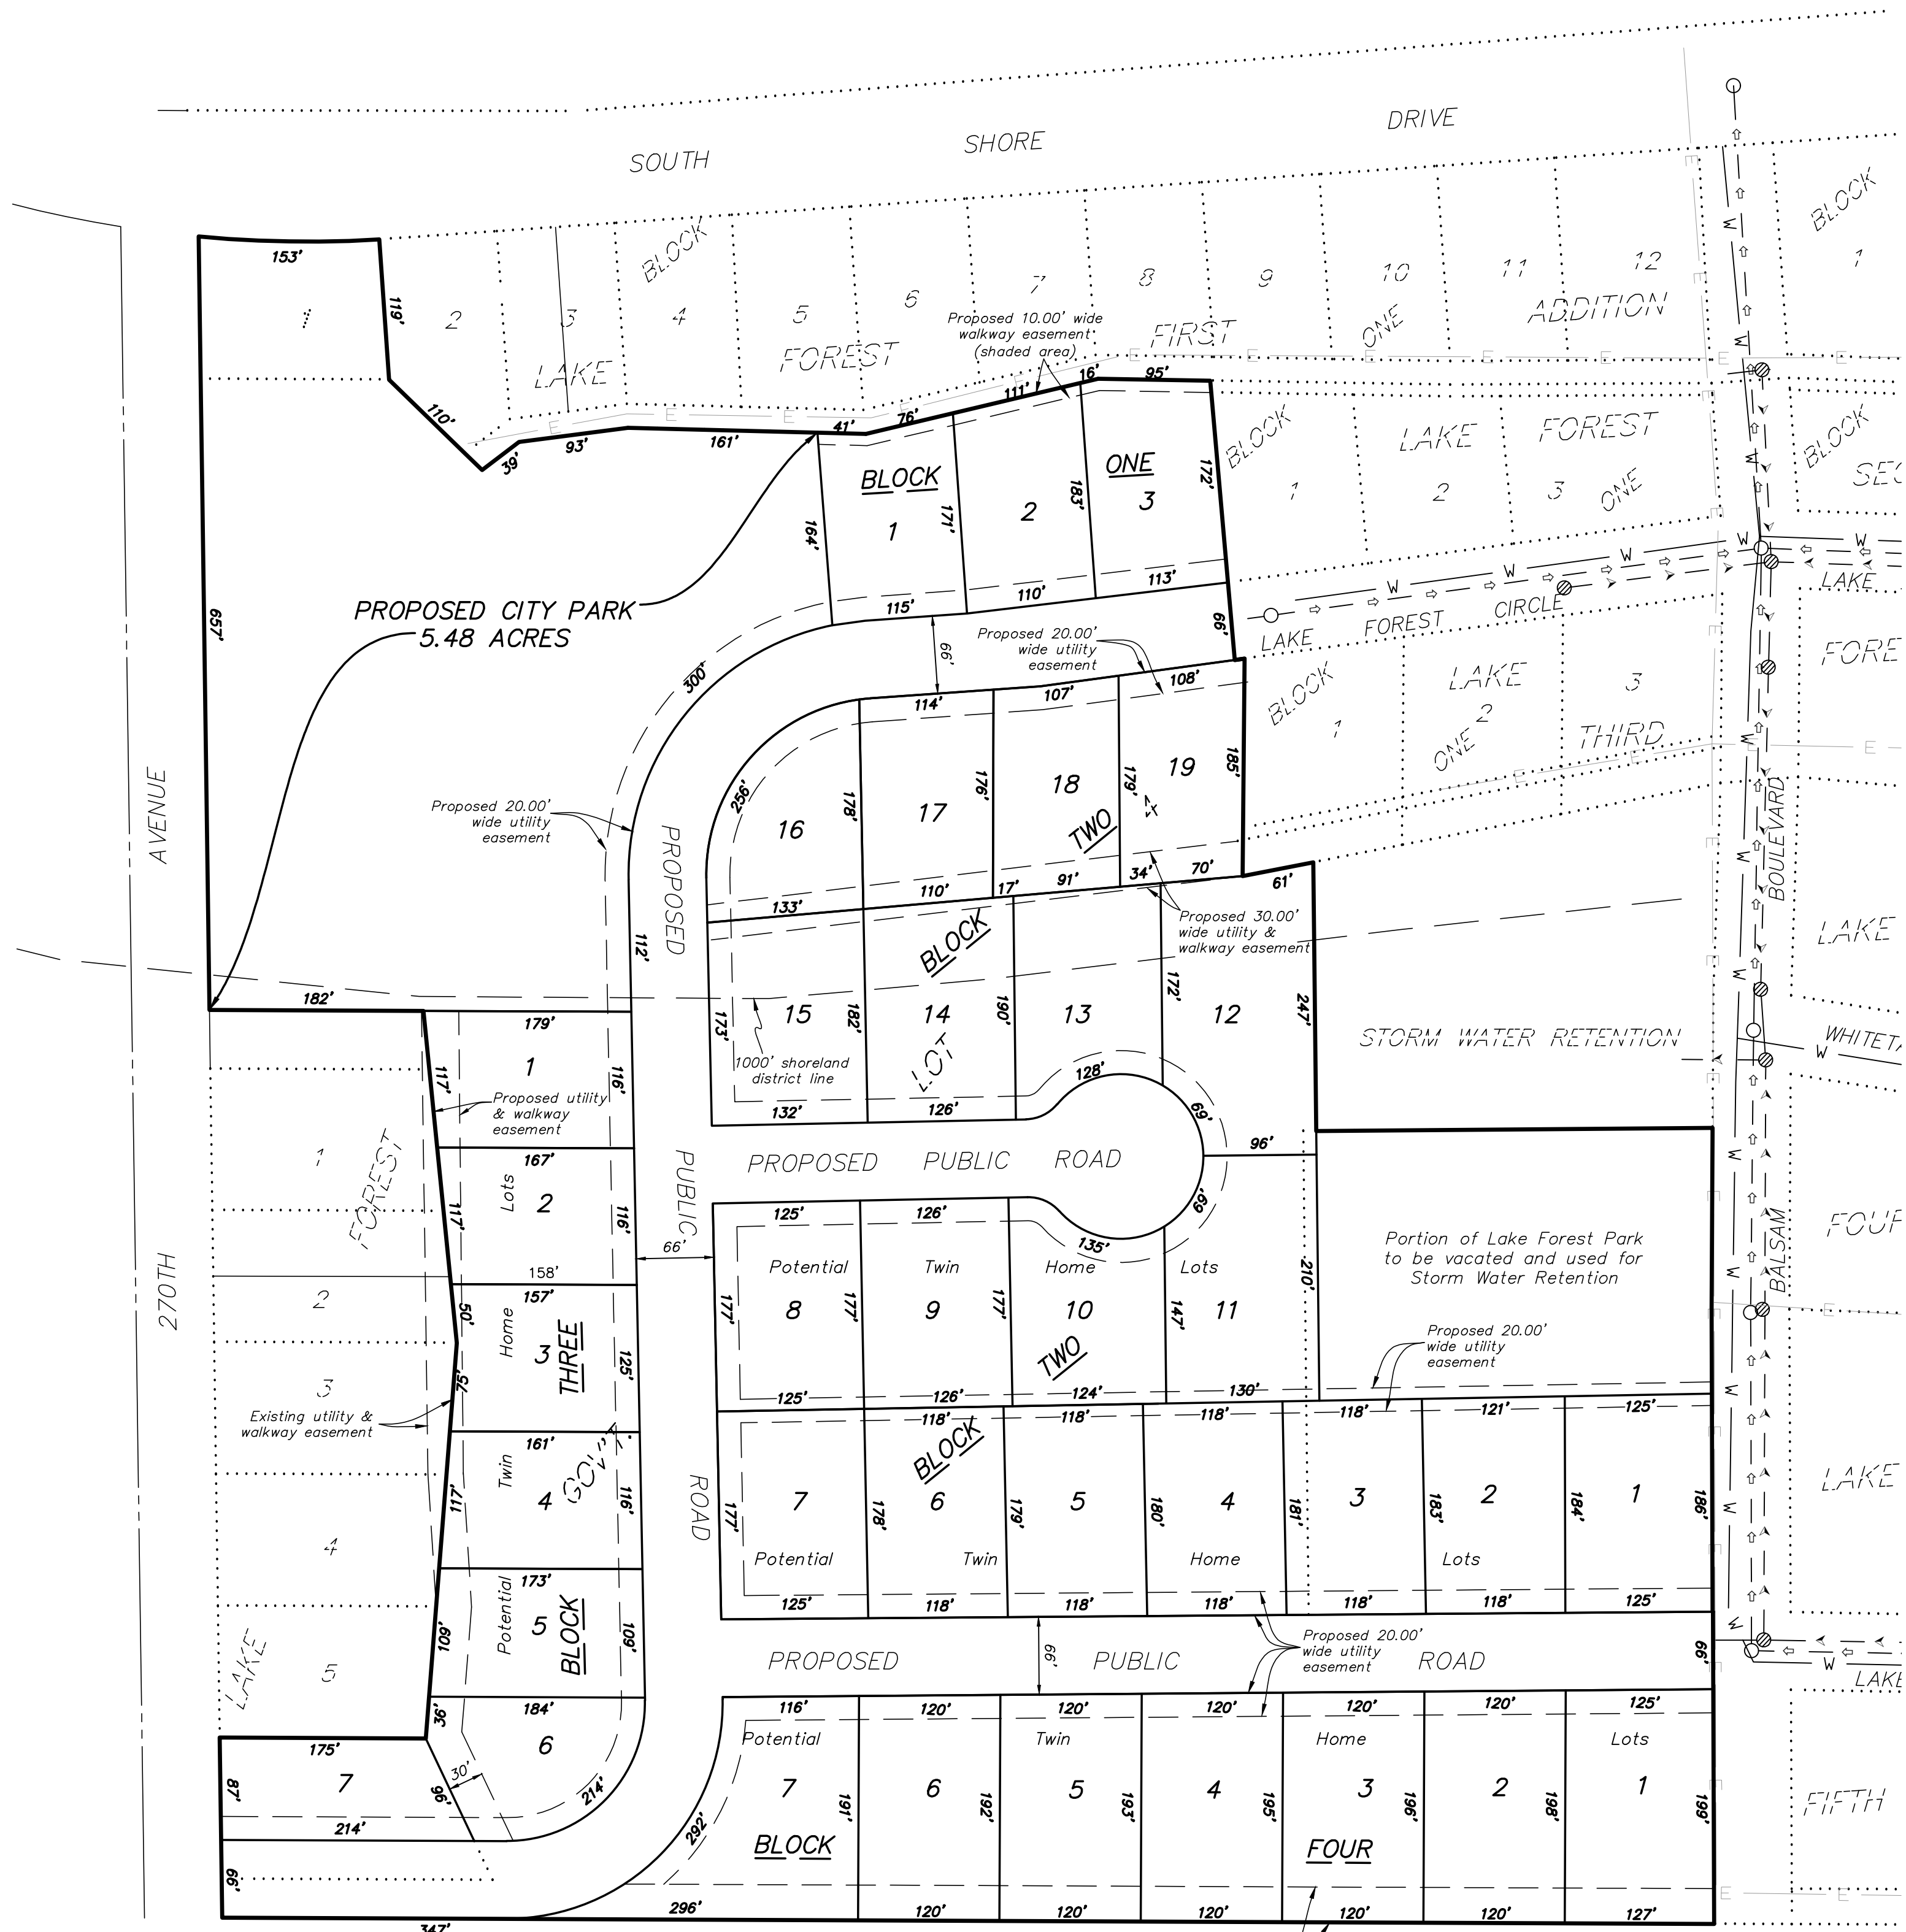 SOUTH SHORE DRIVE
BLOCK
BLOCK
153'
119'
1
2
3
4
5
6
7
8
9
10
11
12
1
LAKE FOREST FIRST ONE ADDITION
Proposed 10.00' wide
walkway easement
(shaded area)
110'
39'
93'
161'
41'
76'
111'
16'
95'
BLOCK ONE
1
2
3
164'
171'
183'
172'
115'
110'
113'
66'
BLOCK
LAKE FOREST
1
2
3
ONE
BLOCK
SEC
LAKE
W
E
657'
PROPOSED CITY PARK
5.48 ACRES
66'
Proposed 20.00'
wide utility
easement
LAKE FOREST CIRCLE
FORE
300'
114'
107'
108'
BLOCK
1
LAKE
2
3
ONE
THIRD
AVENUE
256'
16
178'
17
176'
18
179'
19
185'
4
TWO
Proposed 20.00'
wide utility
easement
PROPOSED
BOULEVARD
133'
110'
17'
91'
34'
70'
61'
Proposed 30.00'
wide utility &
walkway easement
BLOCK
LAKE
112'
182'
173'
15
182'
14
190'
13
172'
12
247'
LOT
STORM WATER RETENTION
WHITETA
1000' shoreland
district line
179'
1
117'
116'
Proposed utility
& walkway
easement
132'
126'
128'
69'
96'
1
FOREST
167'
Lots
2
117'
116'
PUBLIC
PROPOSED PUBLIC ROAD
69'
66'
125'
126'
135'
Potential Twin Home Lots
8
9
10
11
177'
177'
177'
147'
210'
Portion of Lake Forest Park
to be vacated and used for
Storm Water Retention
FOUR
BALSAM
270TH
158'
2
157'
50'
Home
3
THREE
125'
75'
3
Existing utility &
walkway easement
TWO
Proposed 20.00'
wide utility
easement
125'
126'
124'
130'
161'
Twin
4
GOV'T.
117'
116'
ROAD
118'
118'
118'
118'
121'
125'
BLOCK
7
6
5
4
3
2
1
177'
178'
179'
180'
181'
183'
184'
186'
Potential Twin Home Lots
LAKE
4
173'
Potential
5
BLOCK
109'
109'
125'
118'
118'
118'
118'
118'
125'
5
LAKE
PROPOSED PUBLIC ROAD
66'
Proposed 20.00'
wide utility
easement
66'
LAKE
36'
184'
6
214'
116'
120'
120'
120'
120'
120'
125'
Potential Twin Home Lots
175'
7
87'
30'
96'
214'
66'
292'
7
6
5
4
3
2
1
191'
192'
193'
195'
196'
198'
199'
BLOCK FOUR
FIFTH
296'
120'
120'
120'
120'
120'
127'
347'